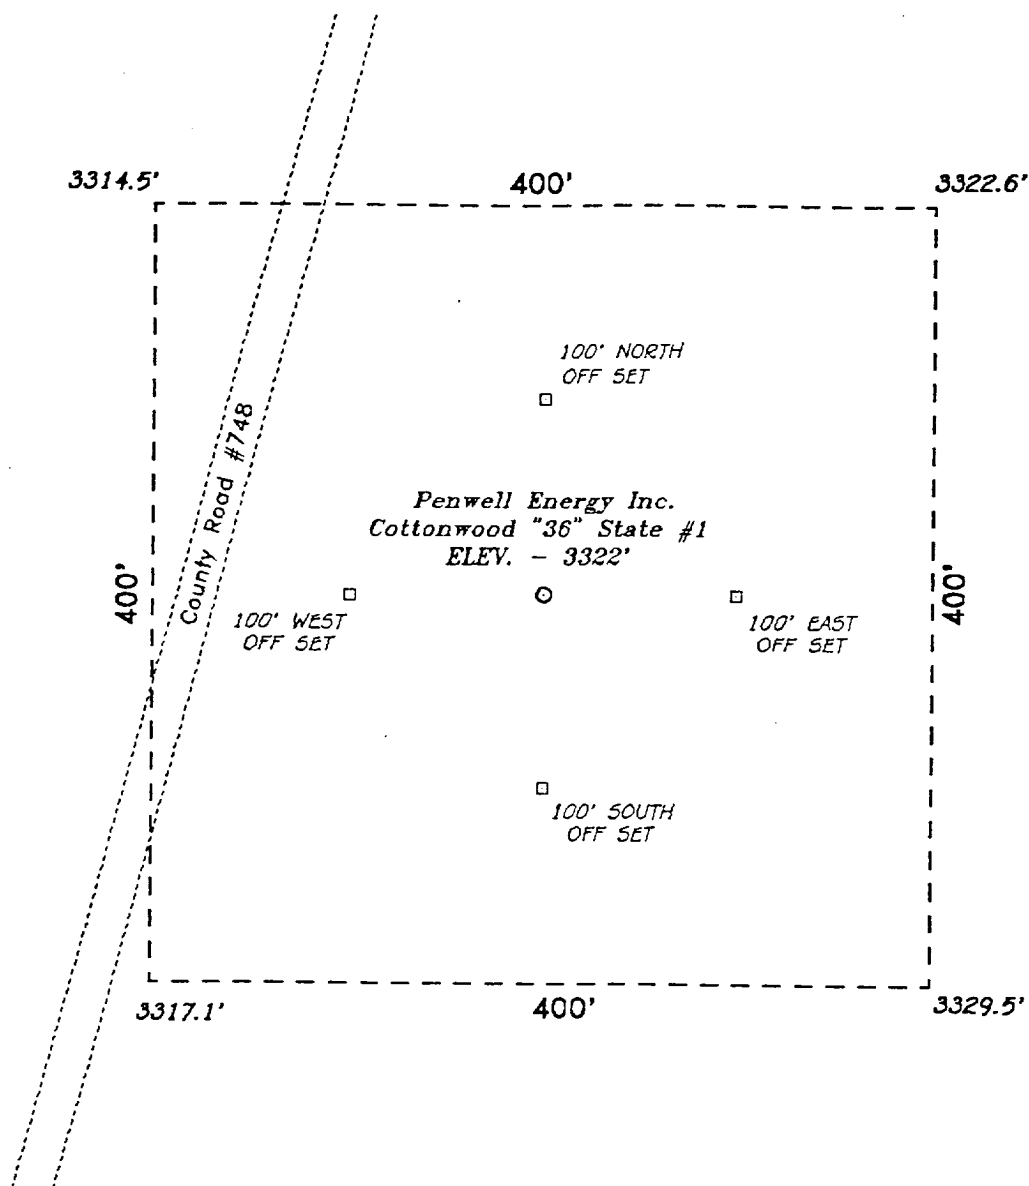 3314.5'
400'
3322.6'
100' NORTH
OFF SET
County Road #748
Penwell Energy Inc.
Cottonwood "36" State #1
ELEV. - 3322'
400'
400'
100' WEST
OFF SET
100' EAST
OFF SET
100' SOUTH
OFF SET
3317.1'
400'
3329.5'